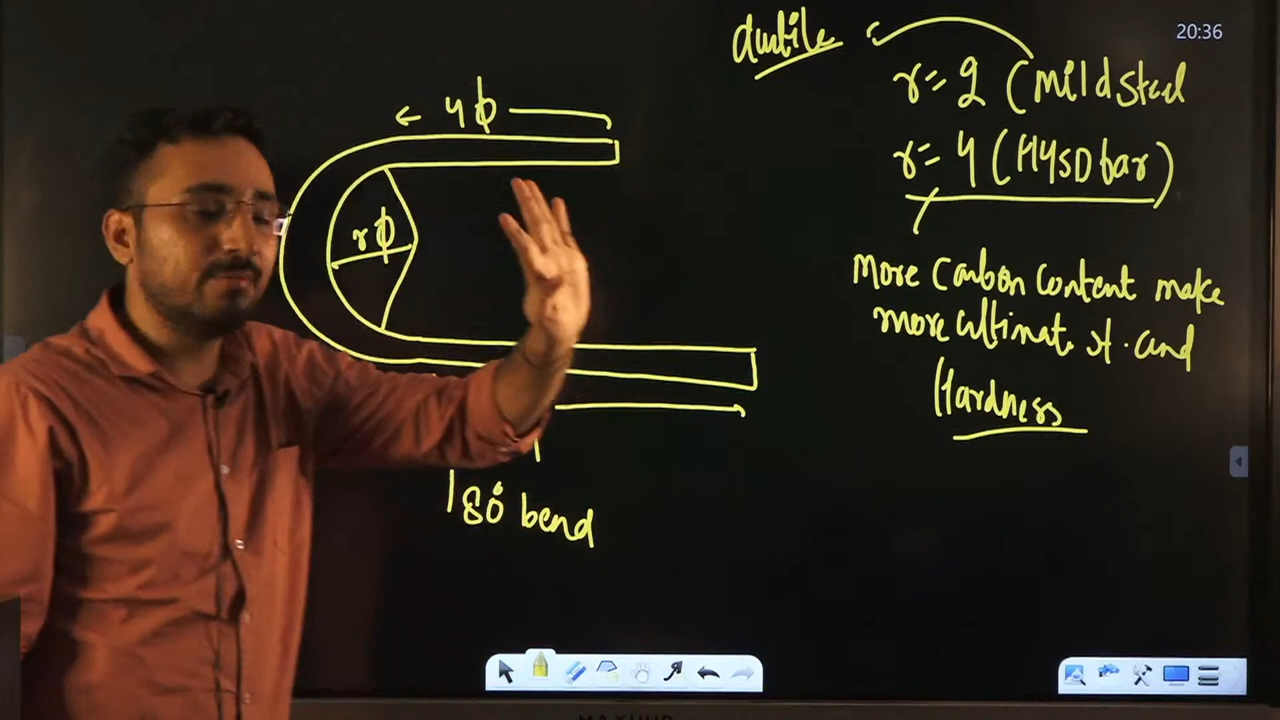 20:36
ductile
r = 2 (Mild Steel
r = 4 (HYSD bar)
4ϕ
rϕ
More Carbon Content make
more ultimat. st. and
Hardness
180° bend